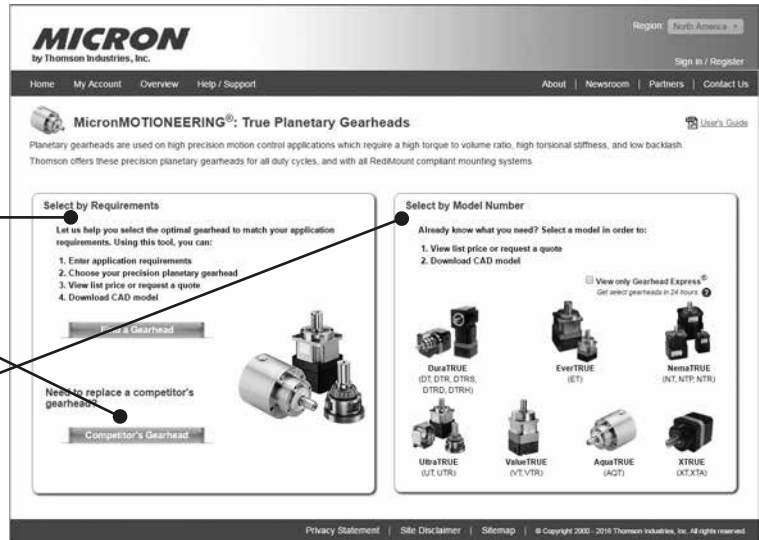 MICRON
by Thomson Industries, Inc.
Region: North America
Sign in / Register
Home My Account Overview Help / Support
About | Newsroom | Partners | Contact Us
MicronMOTIONEERING®: True Planetary Gearheads
User's Guide
Planetary gearheads are used on high precision motion control applications which require a high torque to volume ratio, high torsional stiffness, and low backlash.
Thomson offers these precision planetary gearheads for all duty cycles, and with all RediMount compliant mounting systems.
Select by Requirements
Let us help you select the optimal gearhead to match your application
requirements. Using this tool, you can:
1. Enter application requirements
2. Choose your precision planetary gearhead
3. View list price or request a quote
4. Download CAD model
Find a Gearhead
Need to replace a competitor's
gearhead?
Competitor's Gearhead
Select by Model Number
Already know what you need? Select a model in order to:
1. View list price or request a quote
2. Download CAD model
View only Gearhead Express®
Get select gearheads in 24 hours. ?
DuraTRUE
(DT, DTR, DTRS,
DTRD, DTRH)
EverTRUE
(ET)
NemaTRUE
(NT, NTP, NTR)
UltraTRUE
(UT, UTR)
ValueTRUE
(VT, VTR)
AquaTRUE
(AQT)
XTRUE
(XT,XTA)
Privacy Statement | Site Disclaimer | Sitemap | © Copyright 2000 - 2016 Thomson Industries, Inc. All rights reserved.